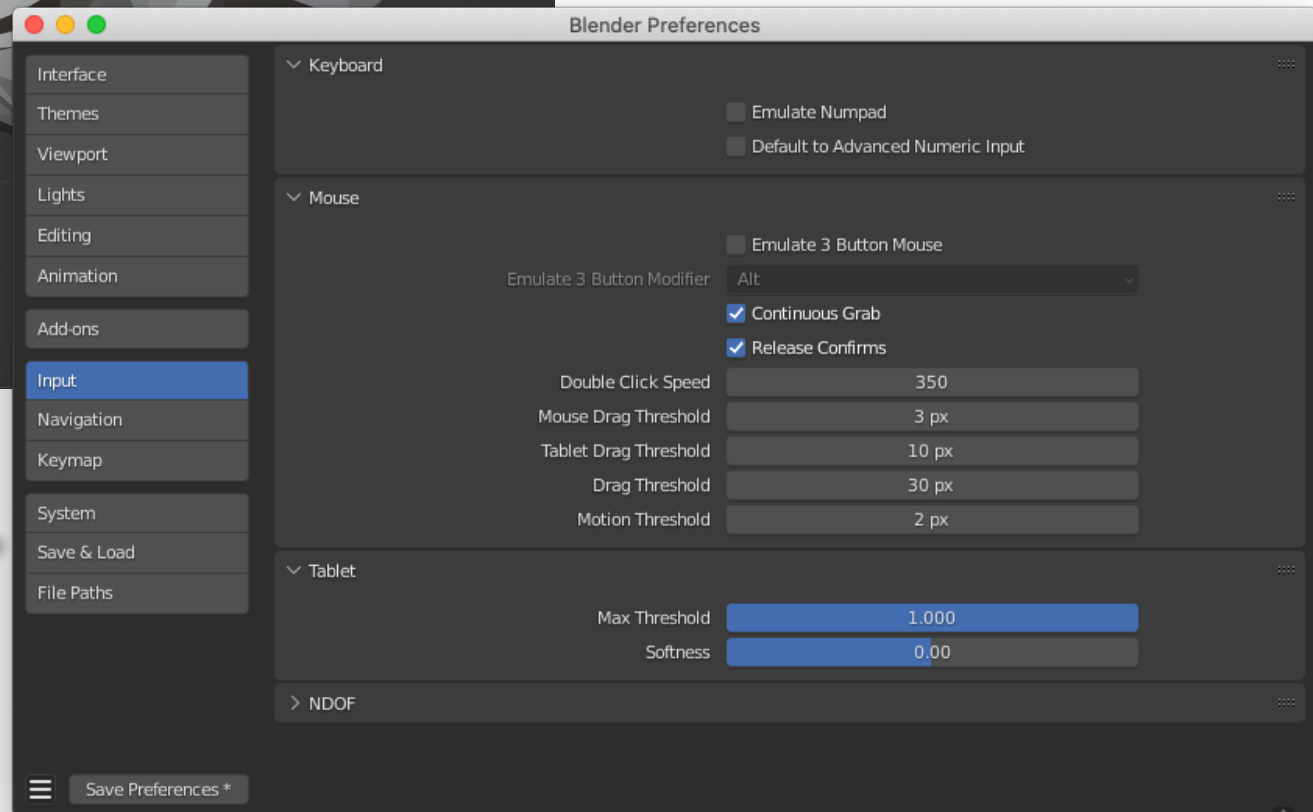 Blender Preferences
Interface
Themes
Viewport
Lights
Editing
Animation
Add-ons
Input
Navigation
Keymap
System
Save & Load
File Paths
Save Preferences *
Keyboard
Emulate Numpad
Default to Advanced Numeric Input
Mouse
Emulate 3 Button Mouse
Emulate 3 Button Modifier Alt
Continuous Grab
Release Confirms
Double Click Speed 350
Mouse Drag Threshold 3 px
Tablet Drag Threshold 10 px
Drag Threshold 30 px
Motion Threshold 2 px
Tablet
Max Threshold 1.000
Softness 0.00
NDOF